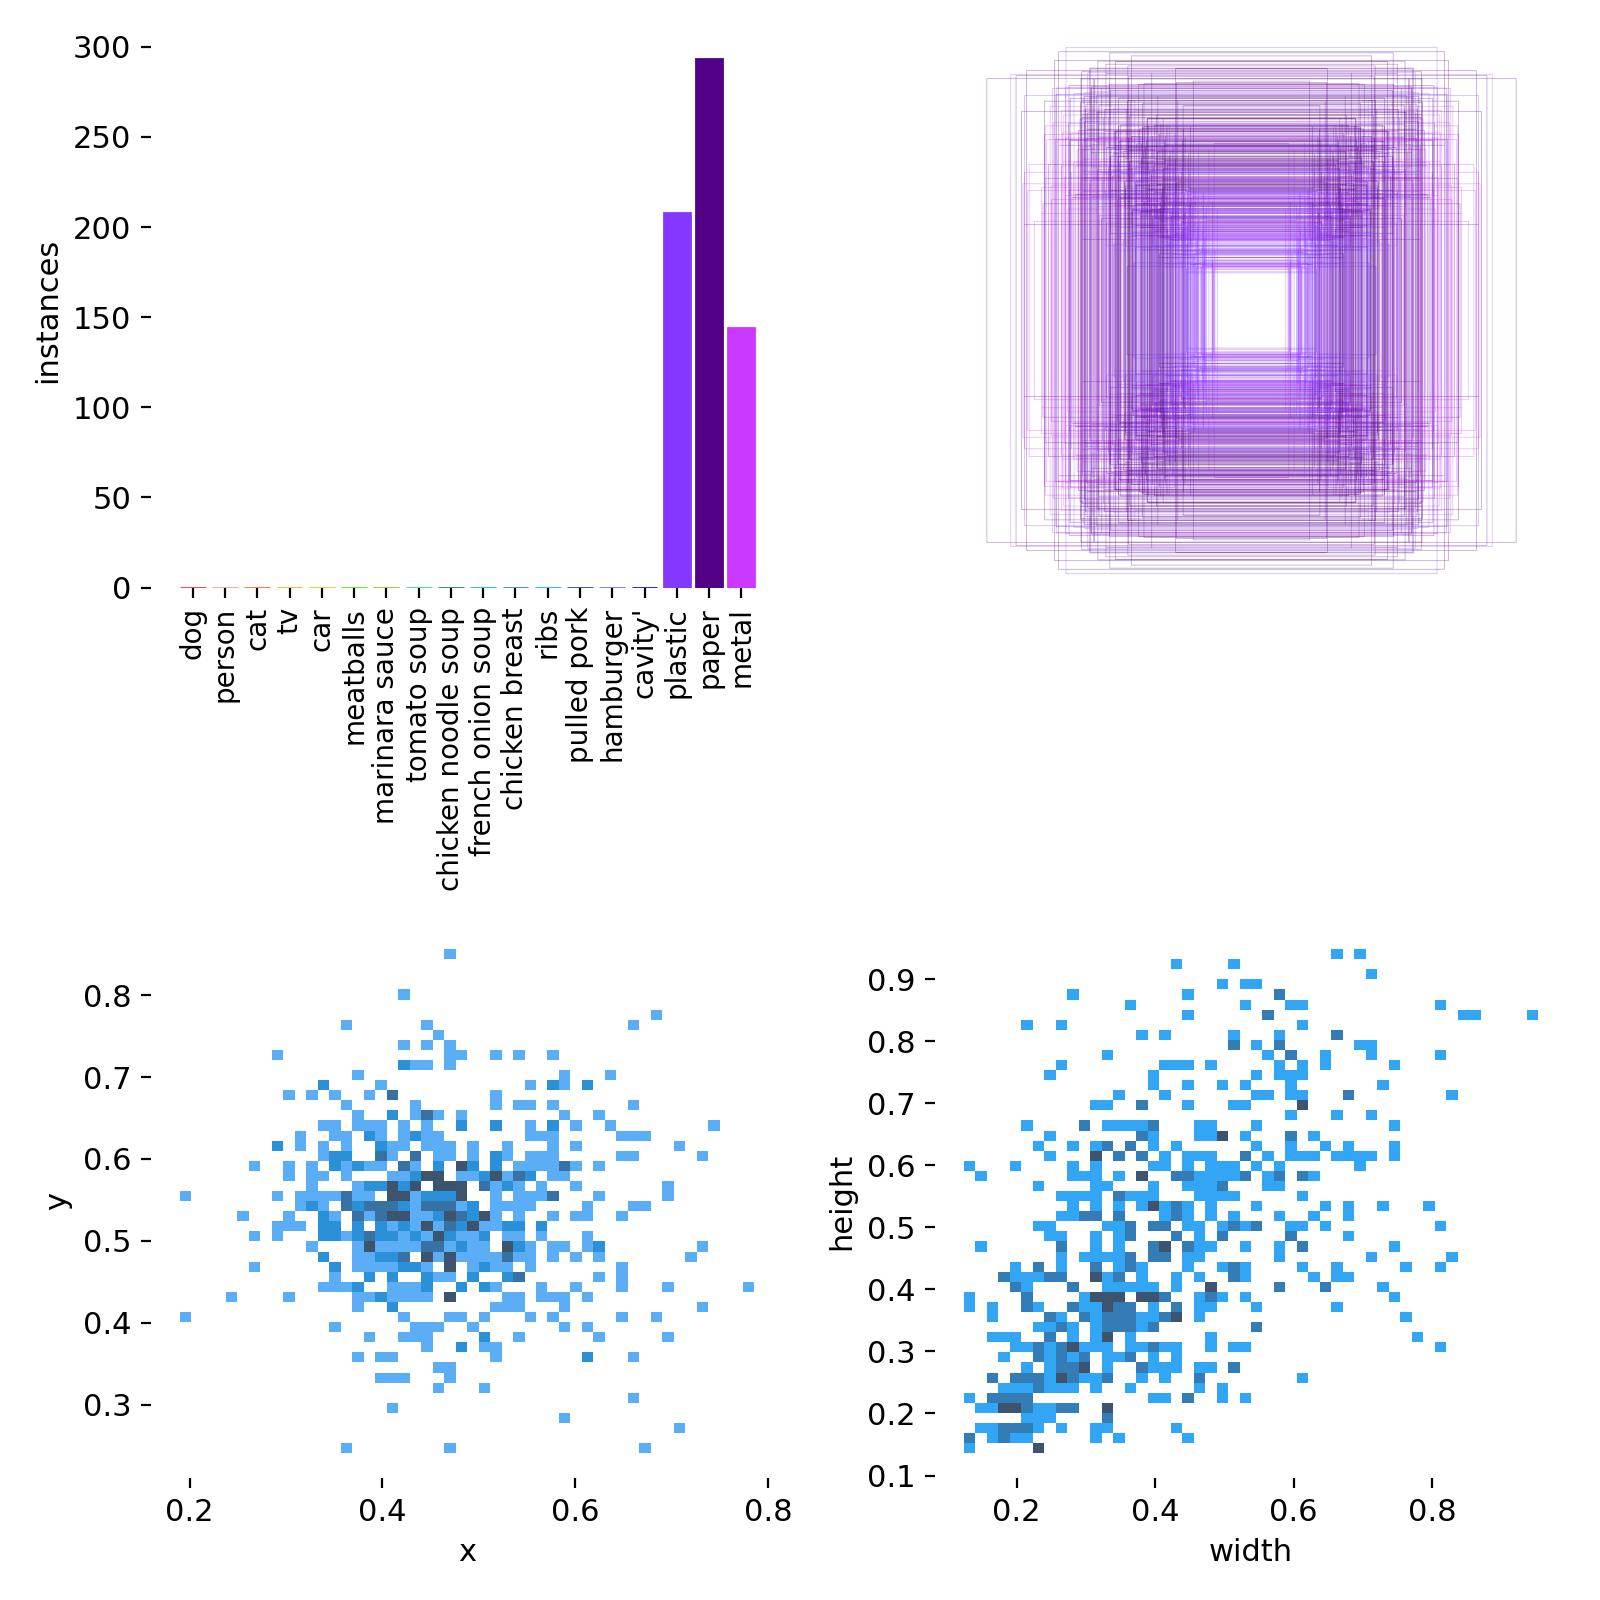 300
250
200
150
100
50
0
instances
dog
person
cat
tv
car
meatballs
marinara sauce
tomato soup
chicken noodle soup
french onion soup
chicken breast
ribs
pulled pork
hamburger
cavity'
plastic
paper
metal
0.8
0.7
0.6
0.5
0.4
0.3
y
0.2 0.4 0.6 0.8
x
0.9
0.8
0.7
0.6
0.5
0.4
0.3
0.2
0.1
height
0.2 0.4 0.6 0.8
width